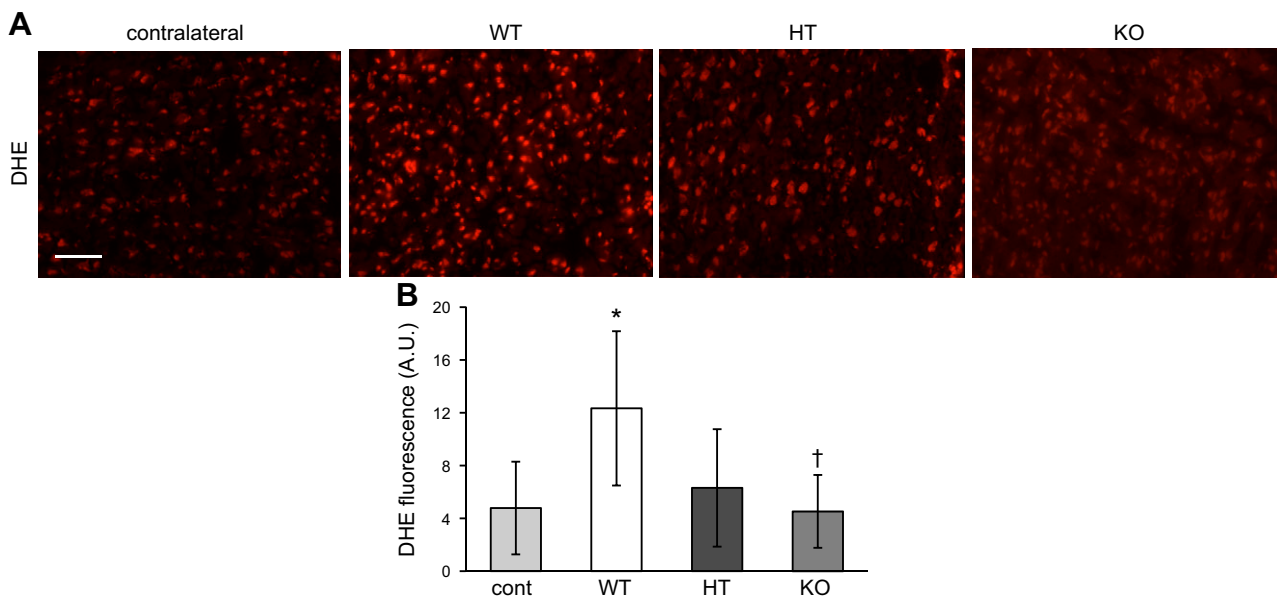 A
contralateral
WT
HT
KO
DHE
B
DHE fluorescence (A.U.)
20
16
12
8
4
0
*
†
cont
WT
HT
KO